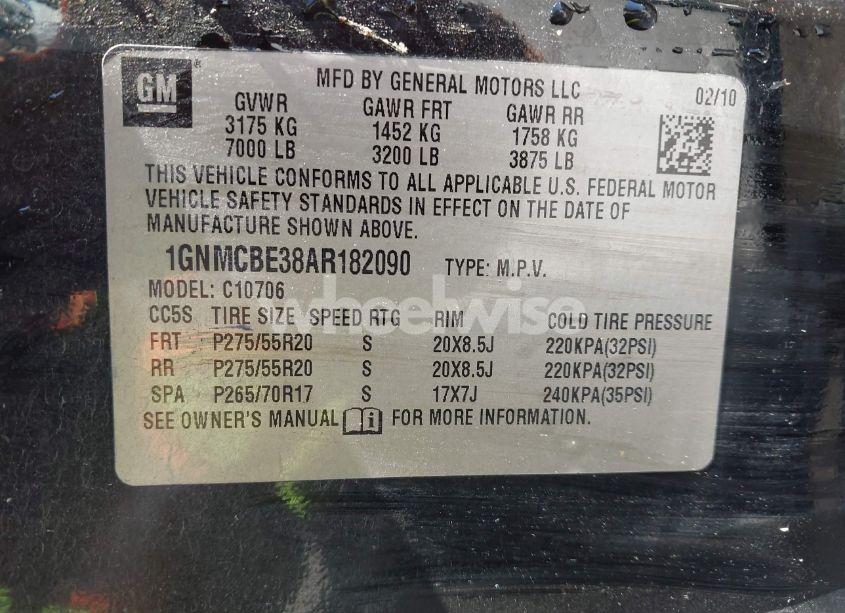 GM®
MFD BY GENERAL MOTORS LLC 02/10
GVWR GAWR FRT GAWR RR
3175 KG 1452 KG 1758 KG
7000 LB 3200 LB 3875 LB
THIS VEHICLE CONFORMS TO ALL APPLICABLE U.S. FEDERAL MOTOR
VEHICLE SAFETY STANDARDS IN EFFECT ON THE DATE OF
MANUFACTURE SHOWN ABOVE.
1GNMCBE38AR182090 TYPE: M.P.V.
MODEL: C10706
wheelwise
CC5S TIRE SIZE SPEED RTG RIM COLD TIRE PRESSURE
FRT P275/55R20 S 20X8.5J 220KPA(32PSI)
RR P275/55R20 S 20X8.5J 220KPA(32PSI)
SPA P265/70R17 S 17X7J 240KPA(35PSI)
SEE OWNER'S MANUAL i FOR MORE INFORMATION.